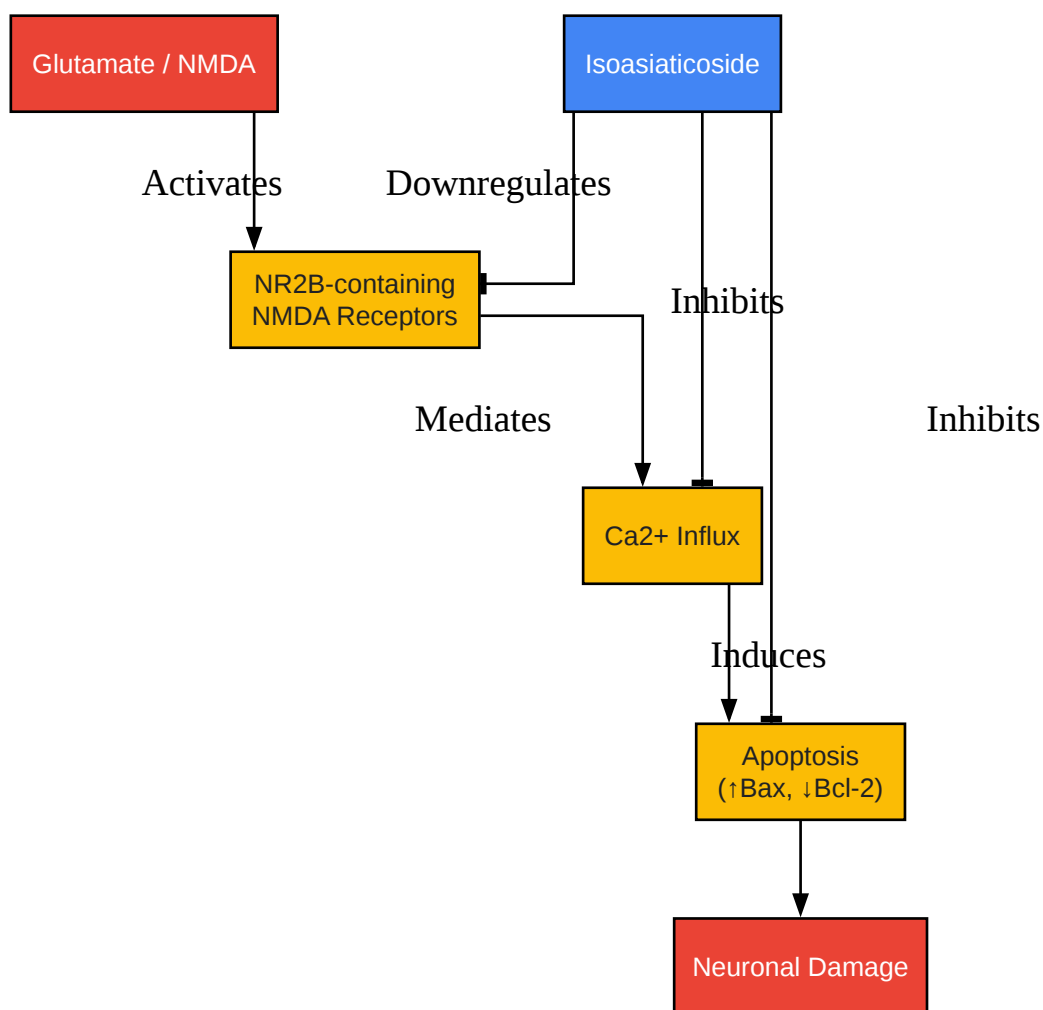 Glutamate / NMDA
Isoasiaticoside
Activates
Downregulates
NR2B-containing
NMDA Receptors
Inhibits
Mediates
Inhibits
Ca2+ Influx
Induces
Apoptosis
(↑Bax, ↓Bcl-2)
Neuronal Damage